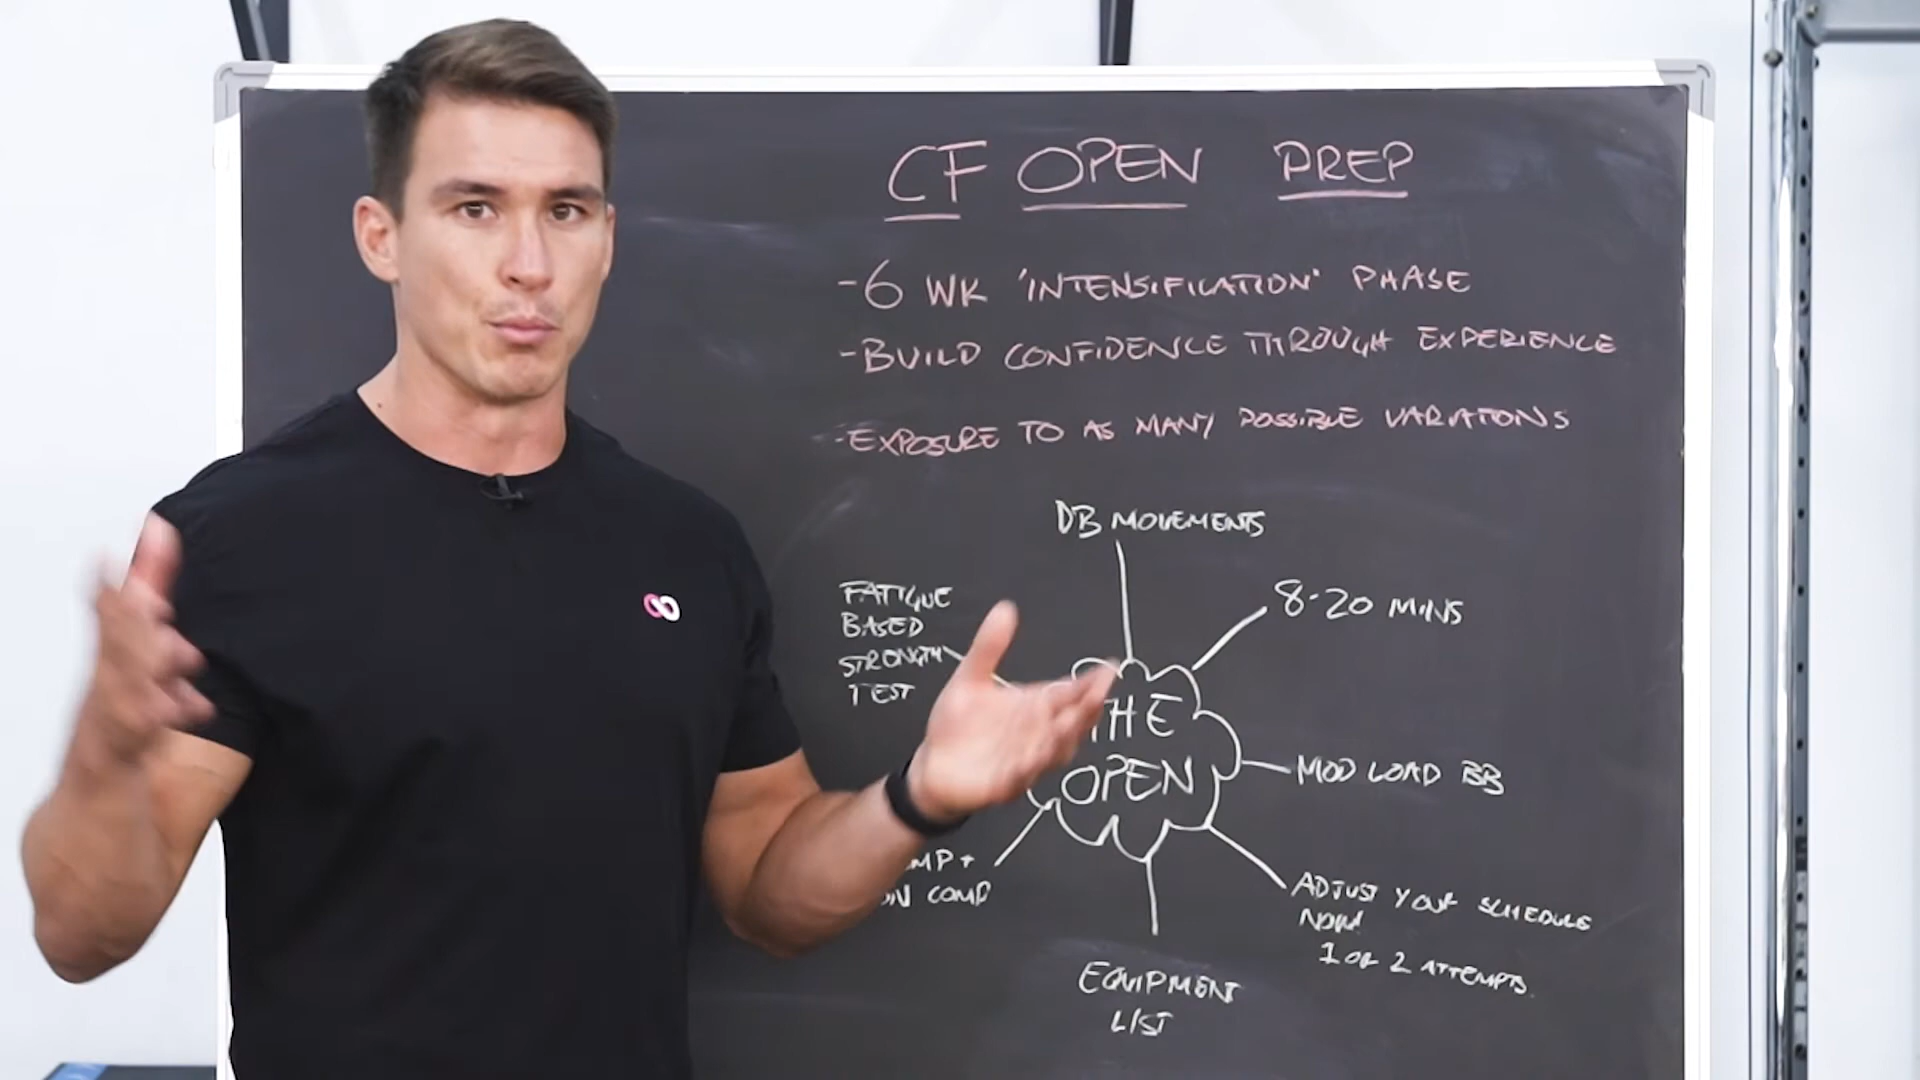 CF OPEN PREP
-6 WK 'INTENSIFICATION' PHASE
-BUILD CONFIDENCE THROUGH EXPERIENCE
-EXPOSURE TO AS MANY POSSIBLE VARIATIONS
DB MOVEMENTS
8-20 MINS
FATIGUE
BASED
STRENGTH
TEST
THE
OPEN
MOD LOAD BB
COMP
ADJUST YOUR SCHEDULE
NOW
1 OR 2 ATTEMPTS.
EQUIPMENT
LIST